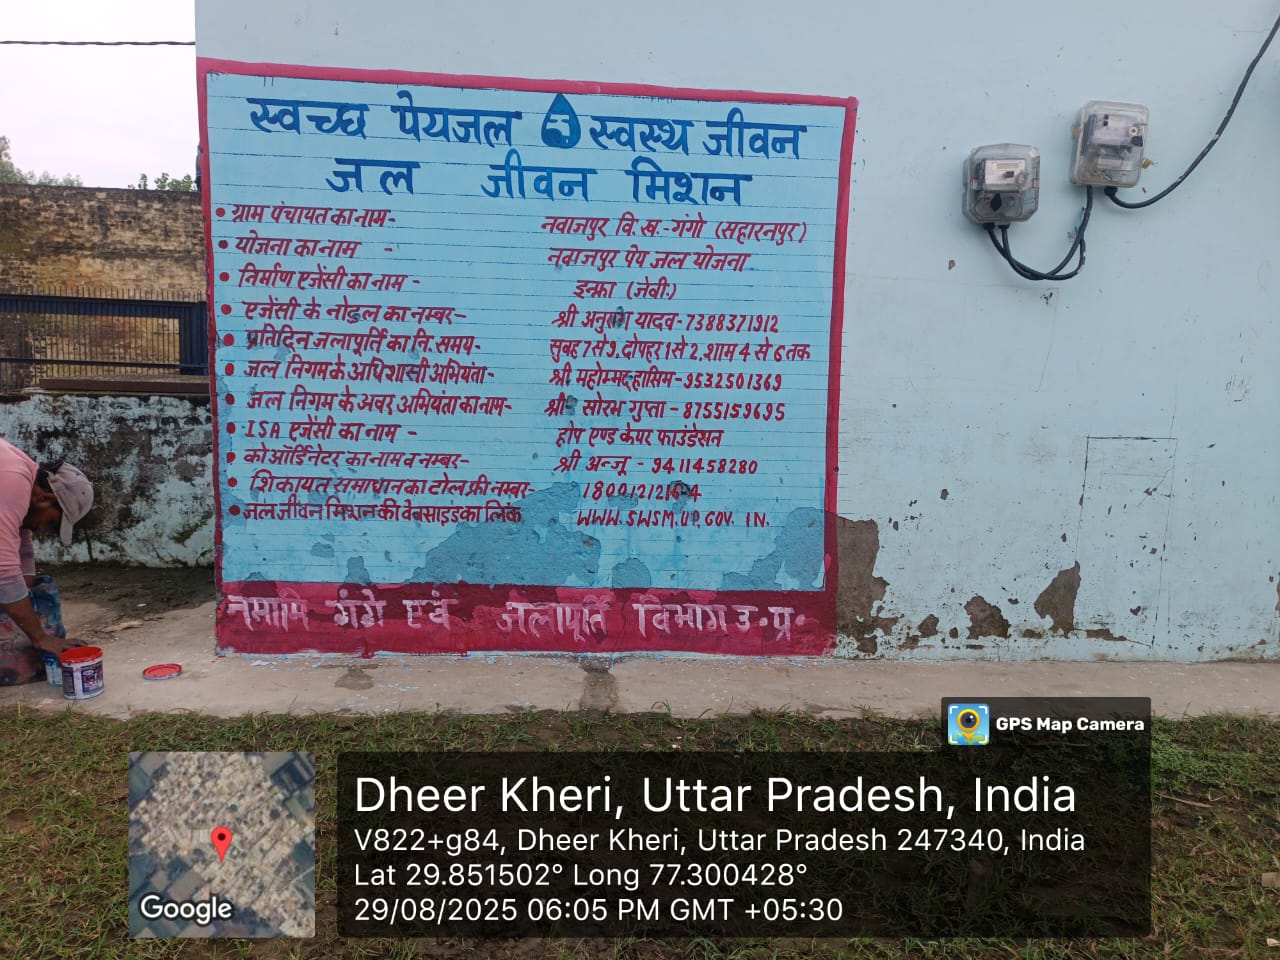 स्वच्छ पेयजल स्वस्थ जीवन
जल जीवन मिशन
• ग्राम पंचायत का नाम- नवाजपुर वि.ख.-गंगो (सहारनपुर)
• योजना का नाम - नवाजपुर पेय जल योजना
• निर्माण एजेंसी का नाम - इन्फ्रा (जेवी.)
• एजेंसी के नोडल का नम्बर- श्री अनुराग यादव-7388371912
• प्रतिदिन जलापूर्ति का नि.समय- सुबह 7 से 9, दोपहर 1 से 2, शाम 4 से 6 तक
• जल निगम के अधिशासी अभियंता- श्री महोम्मद हासिम-9532501369
• जल निगम के अवर अभियंता का नाम- श्री सोरभ गुप्ता - 8755159695
• ISA एजेंसी का नाम - होप एण्ड केयर फाउंडेसन
• को ऑर्डिनेटर का नाम व नम्बर- श्री अन्जू - 9411458280
• शिकायत समाधान का टोल फ्री नम्बर-
• जल जीवन मिशन की वेबसाइड का लिंक WWW.SWSM.UP.GOV.IN.
नमामि गंगे एवं जलापूर्ति विभाग उ.प्र.
GPS Map Camera
Dheer Kheri, Uttar Pradesh, India
V822+g84, Dheer Kheri, Uttar Pradesh 247340, India
Lat 29.851502° Long 77.300428°
29/08/2025 06:05 PM GMT +05:30
Google